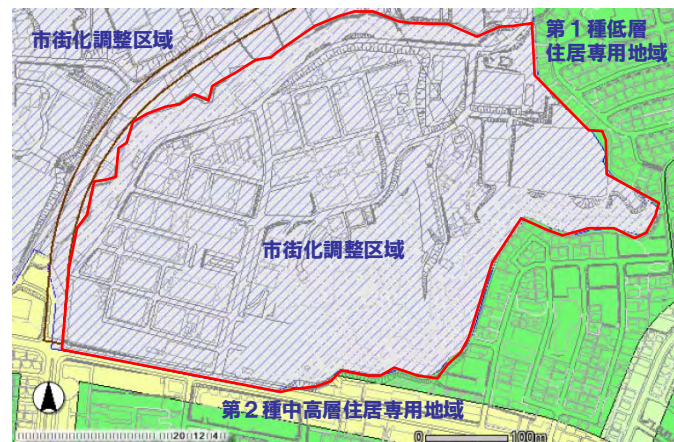 市街化調整区域
第１種低層
住居専用地域
市街化調整区域
第２種中高層住居専用地域
0 100m